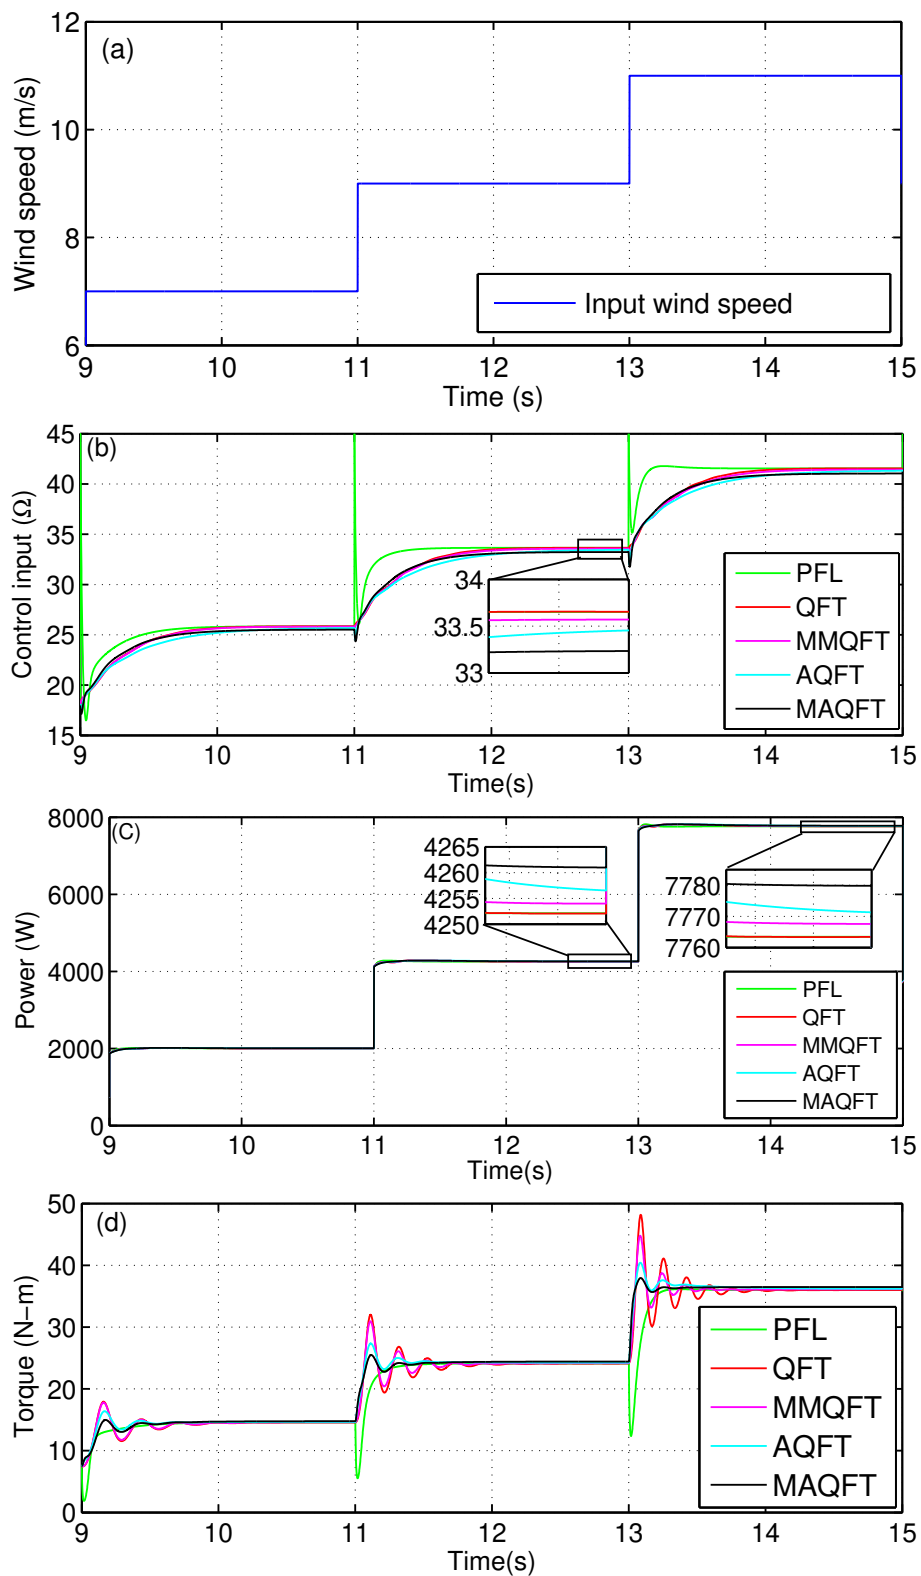 (a)
Wind speed (m/s)
12
10
8
6
Input wind speed
9 10 11 12 13 14 15
Time (s)
(b)
Control input (Ω)
45
40
35
30
25
20
15
34
33.5
33
PFL
QFT
MMQFT
AQFT
MAQFT
9 10 11 12 13 14 15
Time(s)
(C)
Power (W)
8000
6000
4000
2000
0
4265
4260
4255
4250
7780
7770
7760
PFL
QFT
MMQFT
AQFT
MAQFT
9 10 11 12 13 14 15
Time(s)
(d)
Torque (N−m)
50
40
30
20
10
0
PFL
QFT
MMQFT
AQFT
MAQFT
9 10 11 12 13 14 15
Time(s)